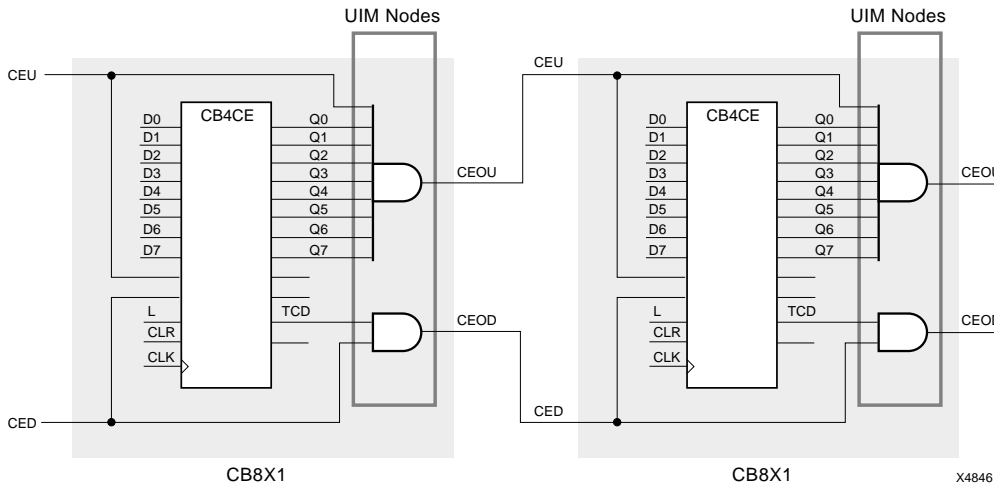 UIM Nodes
UIM Nodes
CEU
CEU
CB4CE
CB4CE
D0
D1
D2
D3
D4
D5
D6
D7
Q0
Q1
Q2
Q3
Q4
Q5
Q6
Q7
CEOU
L
CLR
CLK
TCD
CEOD
CED
CB8X1
D0
D1
D2
D3
D4
D5
D6
D7
Q0
Q1
Q2
Q3
Q4
Q5
Q6
Q7
CEOU
L
CLR
CLK
TCD
CEOD
CED
CB8X1
X4846